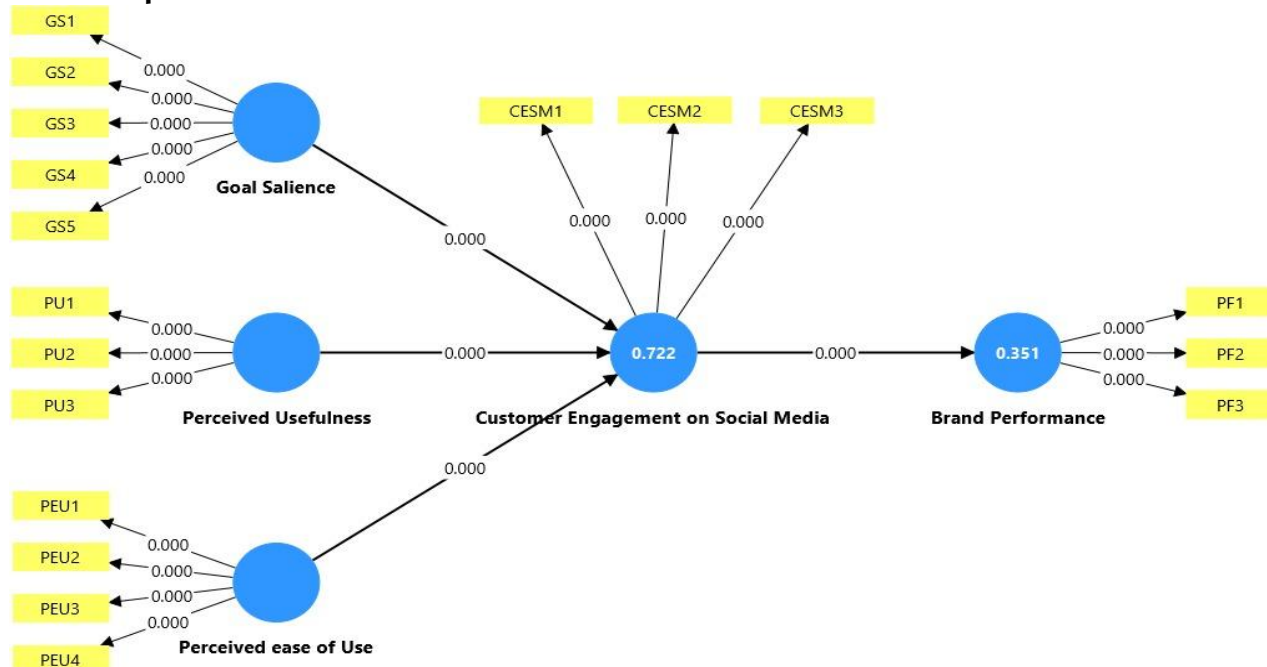 GS1
0.000
GS2
0.000
GS3
0.000
GS4
0.000
GS5
0.000
Goal Salience
0.000
CESM1
CESM2
CESM3
0.000
0.000
0.000
PU1
0.000
PU2
0.000
PU3
0.000
Perceived Usefulness
0.000
0.722
Customer Engagement on Social Media
0.000
0.351
Brand Performance
PF1
0.000
PF2
0.000
PF3
0.000
0.000
PEU1
0.000
PEU2
0.000
PEU3
0.000
PEU4
0.000
Perceived ease of Use